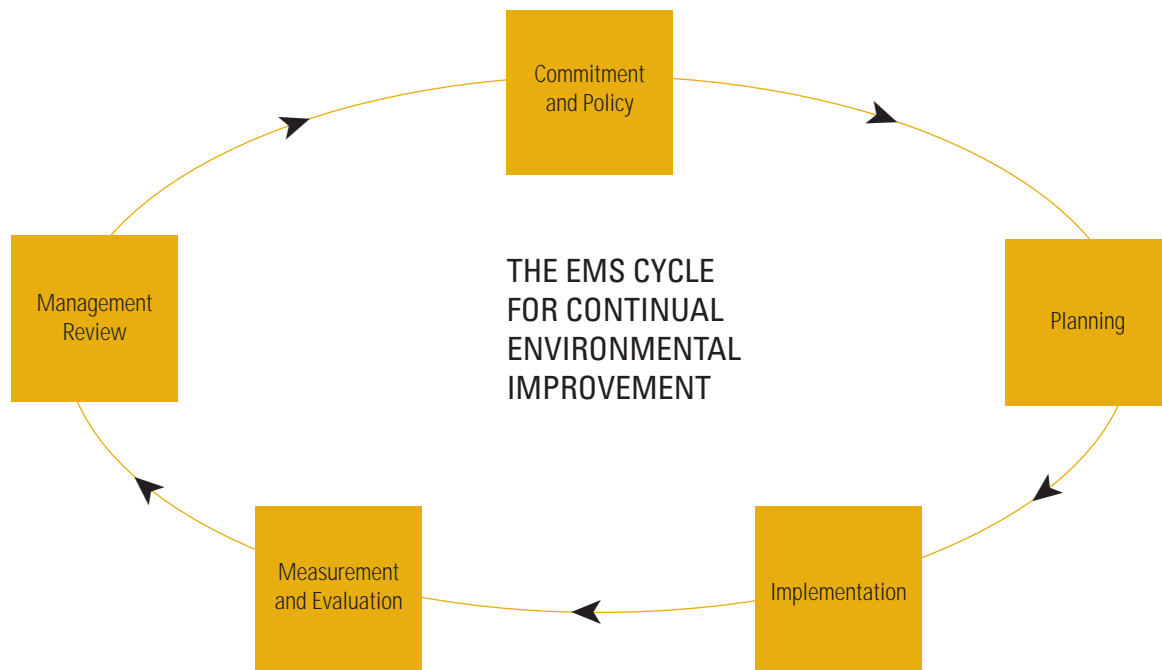 Commitment
and Policy
Management
Review
THE EMS CYCLE
FOR CONTINUAL
ENVIRONMENTAL
IMPROVEMENT
Planning
Measurement
and Evaluation
Implementation